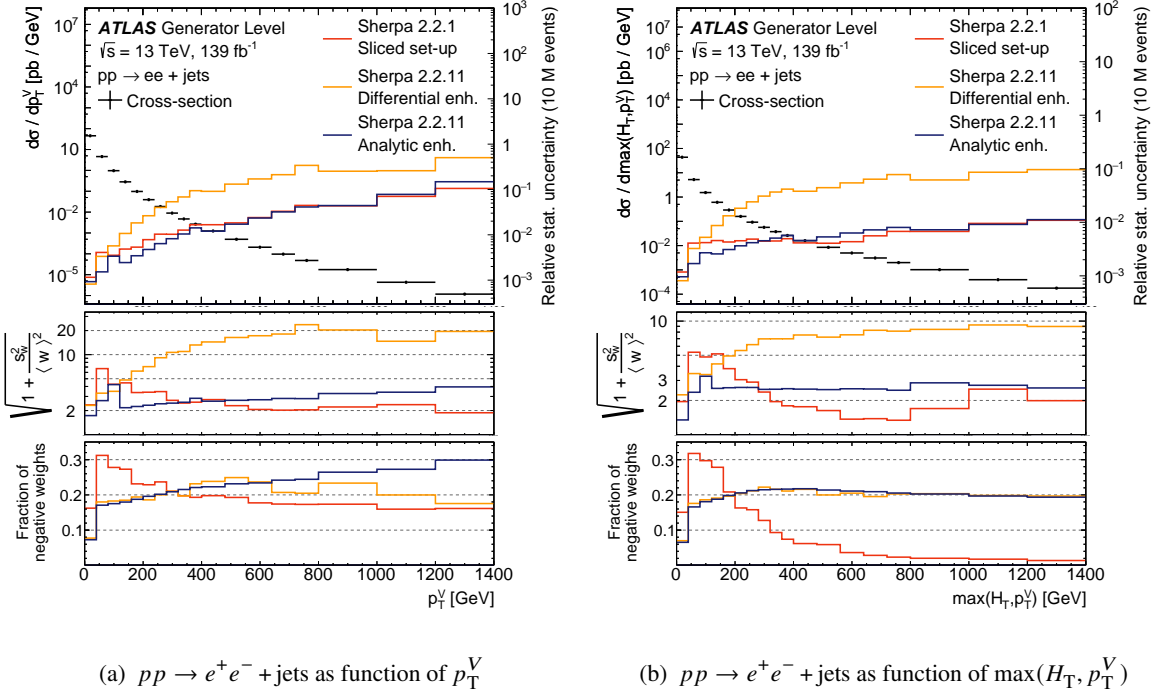 ATLAS Generator Level
√s = 13 TeV, 139 fb⁻¹
pp → ee + jets
Cross-section
Sherpa 2.2.1
Sliced set-up
Sherpa 2.2.11
Differential enh.
Sherpa 2.2.11
Analytic enh.
dσ / dp_T^V [pb / GeV]
10⁷
10⁴
10
10⁻²
10⁻⁵
Relative stat. uncertainty (10 M events)
10³
10²
10
1
10⁻¹
10⁻²
10⁻³
√1 + s_w² / ⟨ w ⟩²
20
10
2
Fraction of
negative weights
0.3
0.2
0.1
0 200 400 600 800 1000 1200 1400
p_T^V [GeV]
(a) pp → e⁺e⁻ + jets as function of p_T^V
ATLAS Generator Level
√s = 13 TeV, 139 fb⁻¹
pp → ee + jets
Cross-section
Sherpa 2.2.1
Sliced set-up
Sherpa 2.2.11
Differential enh.
Sherpa 2.2.11
Analytic enh.
dσ / dmax(H_T,p_T^V) [pb / GeV]
10⁷
10⁶
10⁴
10²
1
10⁻²
10⁻⁴
Relative stat. uncertainty (10 M events)
10²
10
1
10⁻¹
10⁻²
10⁻³
√1 + s_w² / ⟨ w ⟩²
10
3
2
Fraction of
negative weights
0.3
0.2
0.1
0 200 400 600 800 1000 1200 1400
max(H_T,p_T^V) [GeV]
(b) pp → e⁺e⁻ + jets as function of max(H_T, p_T^V)